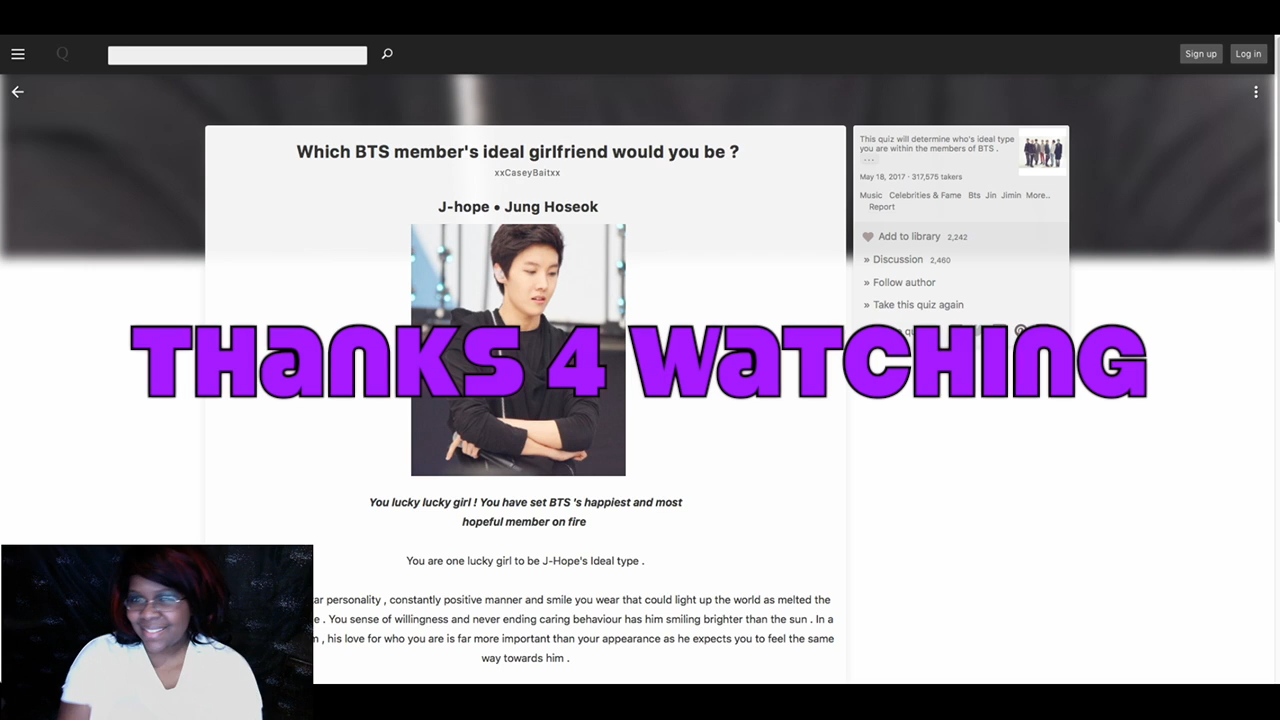 Q
Sign up
Log in
Which BTS member's ideal girlfriend would you be ?
xxCaseyBaitxx
J-hope • Jung Hoseok
This quiz will determine who's ideal type
you are within the members of BTS .
...
May 18, 2017 · 317,575 takers
Music Celebrities & Fame Bts Jin Jimin More..
Report
Add to library 2,242
» Discussion 2,460
» Follow author
» Take this quiz again
THANKS 4 WATCHING
You lucky lucky girl ! You have set BTS 's happiest and most
hopeful member on fire
You are one lucky girl to be J-Hope's Ideal type .
personality , constantly positive manner and smile you wear that could light up the world as melted the
. You sense of willingness and never ending caring behaviour has him smiling brighter than the sun . In a
, his love for who you are is far more important than your appearance as he expects you to feel the same
way towards him .